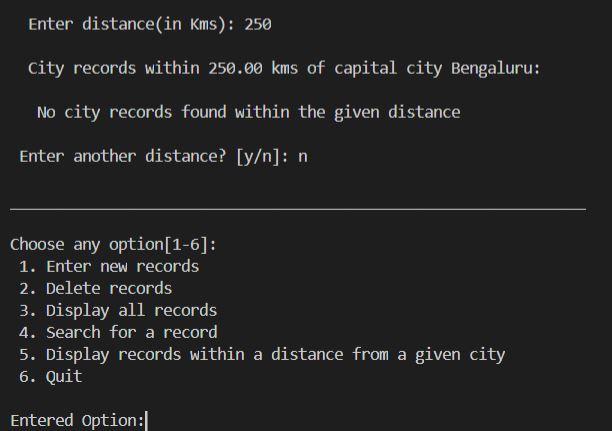 Enter distance(in Kms): 250
City records within 250.00 kms of capital city Bengaluru:
No city records found within the given distance
Enter another distance? [y/n]: n
Choose any option[1-6]:
1. Enter new records
2. Delete records
3. Display all records
4. Search for a record
5. Display records within a distance from a given city
6. Quit
Entered Option: